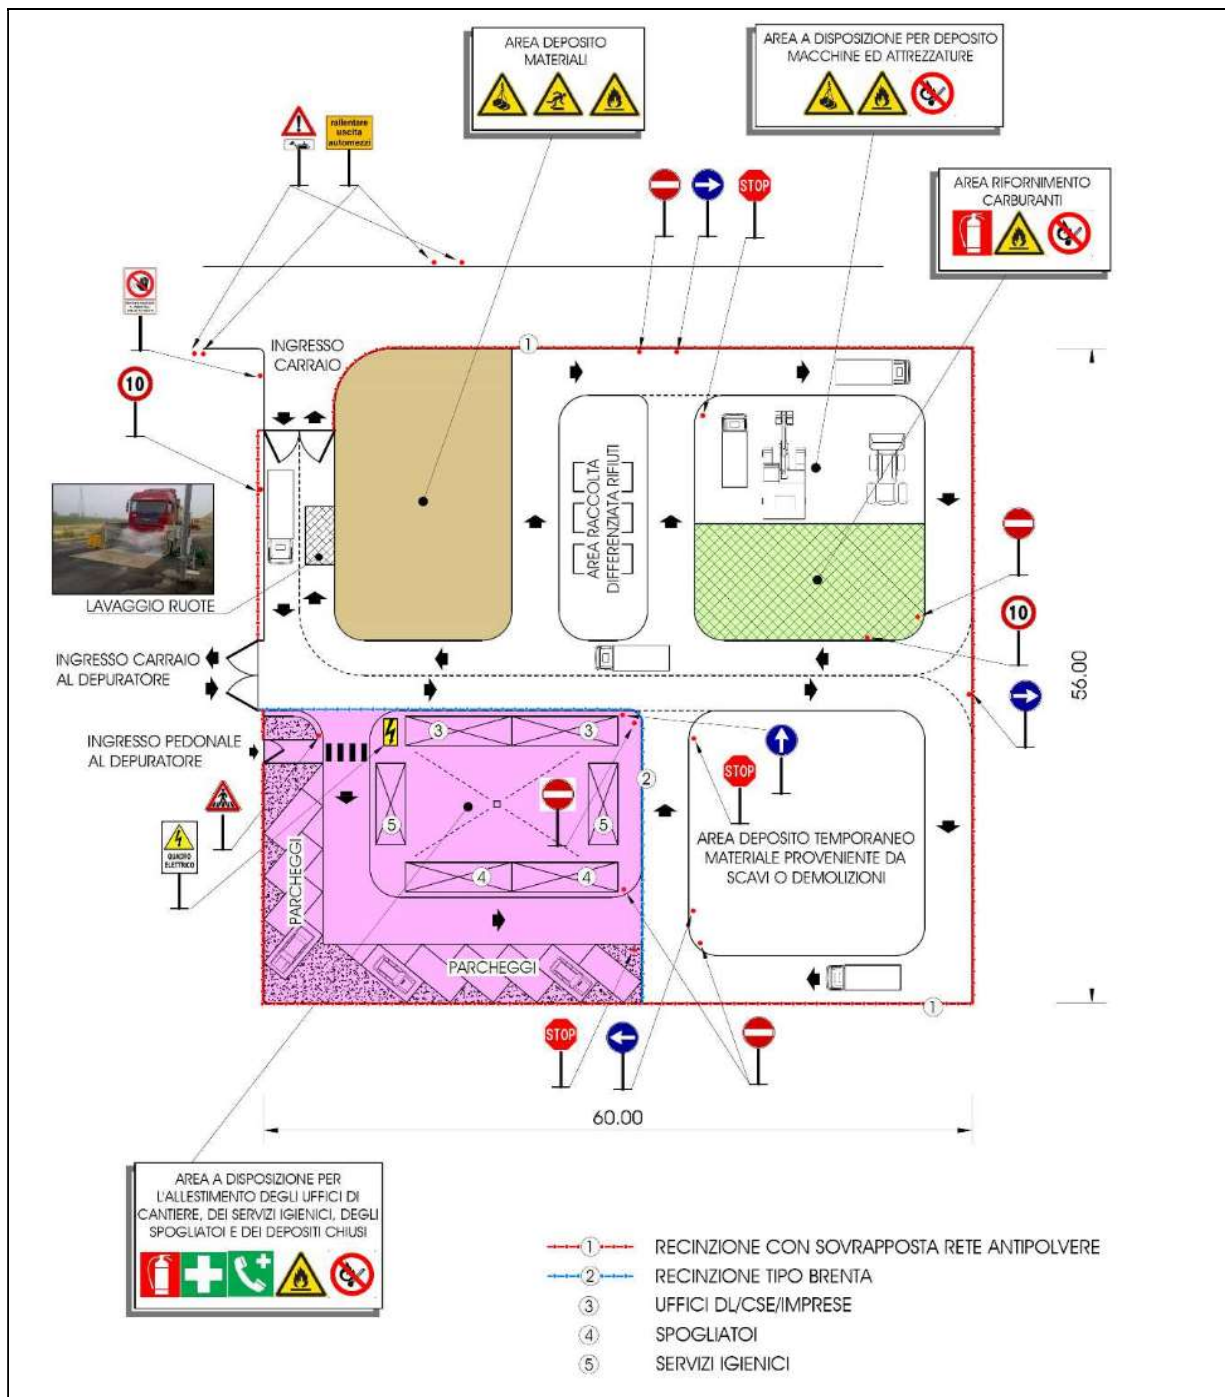 AREA DEPOSITO
MATERIALI
AREA A DISPOSIZIONE PER DEPOSITO
MACCHINE ED ATTREZZATURE
rallentare
uscita
automezzi
STOP
AREA RIFORNIMENTO
CARBURANTI
INGRESSO
CARRAIO
1
10
AREA RACCOLTA
DIFFERENZIATA RIFIUTI
LAVAGGIO RUOTE
10
INGRESSO CARRAIO
AL DEPURATORE
56.00
INGRESSO PEDONALE
AL DEPURATORE
3
3
2
STOP
5
5
QUADRO
ELETTRICO
AREA DEPOSITO TEMPORANEO
MATERIALE PROVENIENTE DA
SCAVI O DEMOLIZIONI
4
4
PARCHEGGI
PARCHEGGI
1
STOP
60.00
AREA A DISPOSIZIONE PER
L'ALLESTIMENTO DEGLI UFFICI DI
CANTIERE, DEI SERVIZI IGIENICI, DEGLI
SPOGLIATOI E DEI DEPOSITI CHIUSI
1 RECINZIONE CON SOVRAPPOSTA RETE ANTIPOLVERE
2 RECINZIONE TIPO BRENTA
3 UFFICI DL/CSE/IMPRESE
4 SPOGLIATOI
5 SERVIZI IGIENICI